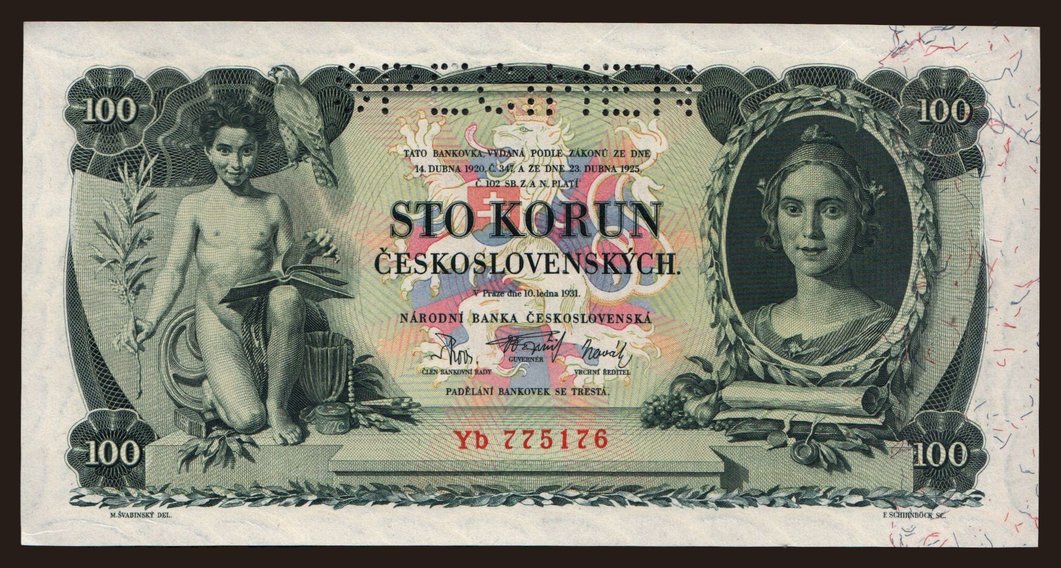 100
100
TATO BANKOVKA, VYDANÁ PODLE ZÁKONŮ ZE DNE
14. DUBNA 1920, Č. 347, A ZE DNE 23. DUBNA 1925,
Č. 102 SB. Z. A N. PLATÍ
STO KORUN
ČESKOSLOVENSKÝCH.
V Praze dne 10. ledna 1931.
NÁRODNÍ BANKA ČESKOSLOVENSKÁ
ČLEN BANKOVNÍ RADY GUVERNÉR VRCHNÍ ŘEDITEL
PADĚLÁNÍ BANKOVEK SE TRESTÁ.
Yb 775176
100
100
M. ŠVABINSKÝ DEL.
F. SCHIRNBÖCK SC.